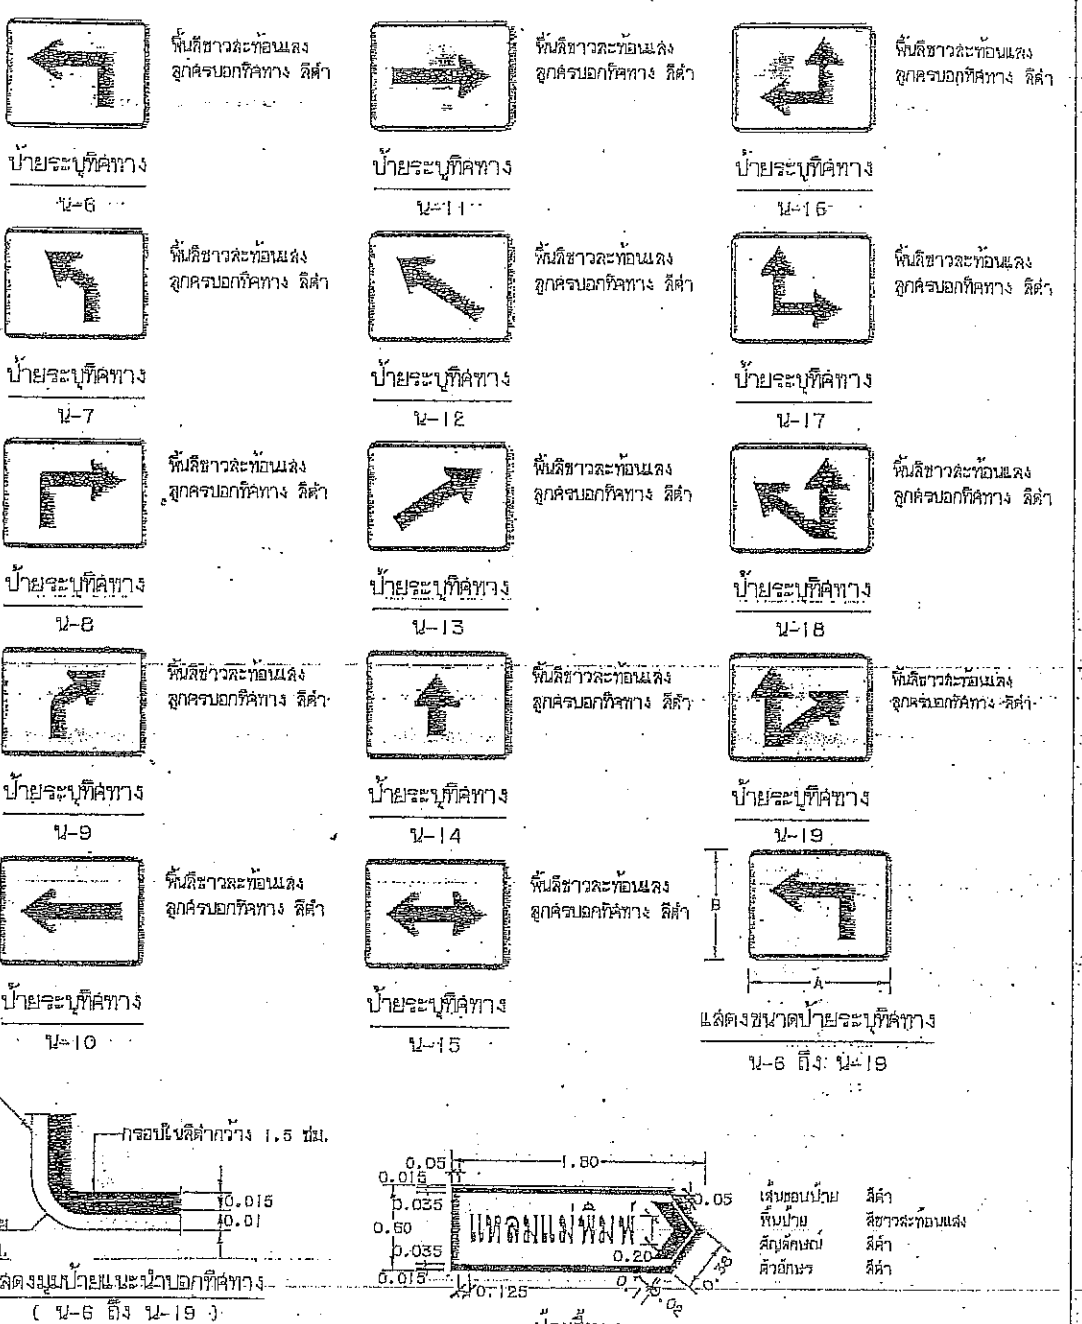 พื้นสีขาวสะท้อนแสง
ลูกศรบอกทิศทาง สีดำ
ป้ายระบุทิศทาง
น-6
พื้นสีขาวสะท้อนแสง
ลูกศรบอกทิศทาง สีดำ
ป้ายระบุทิศทาง
น-11
พื้นสีขาวสะท้อนแสง
ลูกศรบอกทิศทาง สีดำ
ป้ายระบุทิศทาง
น-16
พื้นสีขาวสะท้อนแสง
ลูกศรบอกทิศทาง สีดำ
ป้ายระบุทิศทาง
น-7
พื้นสีขาวสะท้อนแสง
ลูกศรบอกทิศทาง สีดำ
ป้ายระบุทิศทาง
น-12
พื้นสีขาวสะท้อนแสง
ลูกศรบอกทิศทาง สีดำ
ป้ายระบุทิศทาง
น-17
พื้นสีขาวสะท้อนแสง
ลูกศรบอกทิศทาง สีดำ
ป้ายระบุทิศทาง
น-8
พื้นสีขาวสะท้อนแสง
ลูกศรบอกทิศทาง สีดำ
ป้ายระบุทิศทาง
น-13
พื้นสีขาวสะท้อนแสง
ลูกศรบอกทิศทาง สีดำ
ป้ายระบุทิศทาง
น-18
พื้นสีขาวสะท้อนแสง
ลูกศรบอกทิศทาง สีดำ
ป้ายระบุทิศทาง
น-9
พื้นสีขาวสะท้อนแสง
ลูกศรบอกทิศทาง สีดำ
ป้ายระบุทิศทาง
น-14
พื้นสีขาวสะท้อนแสง
ลูกศรบอกทิศทาง สีดำ
ป้ายระบุทิศทาง
น-19
พื้นสีขาวสะท้อนแสง
ลูกศรบอกทิศทาง สีดำ
ป้ายระบุทิศทาง
น-10
พื้นสีขาวสะท้อนแสง
ลูกศรบอกทิศทาง สีดำ
ป้ายระบุทิศทาง
น-15
B
A
แสดงขนาดป้ายระบุทิศทาง
น-6 ถึง น-19
กรอบในสีดำกว้าง 1.5 ซม.
0.015
0.01
แสดงมุมป้ายแนะนำบอกทิศทาง
( น-6 ถึง น-19 )
0.05
1.80
0.015
0.035
0.05
0.60
แหลมแม่พิมพ์
0.20
0.035
0.015
0.125
0.38
0.02
เส้นขอบป้าย สีดำ
พื้นป้าย สีขาวสะท้อนแสง
สัญลักษณ์ สีดำ
ตัวอักษร สีดำ